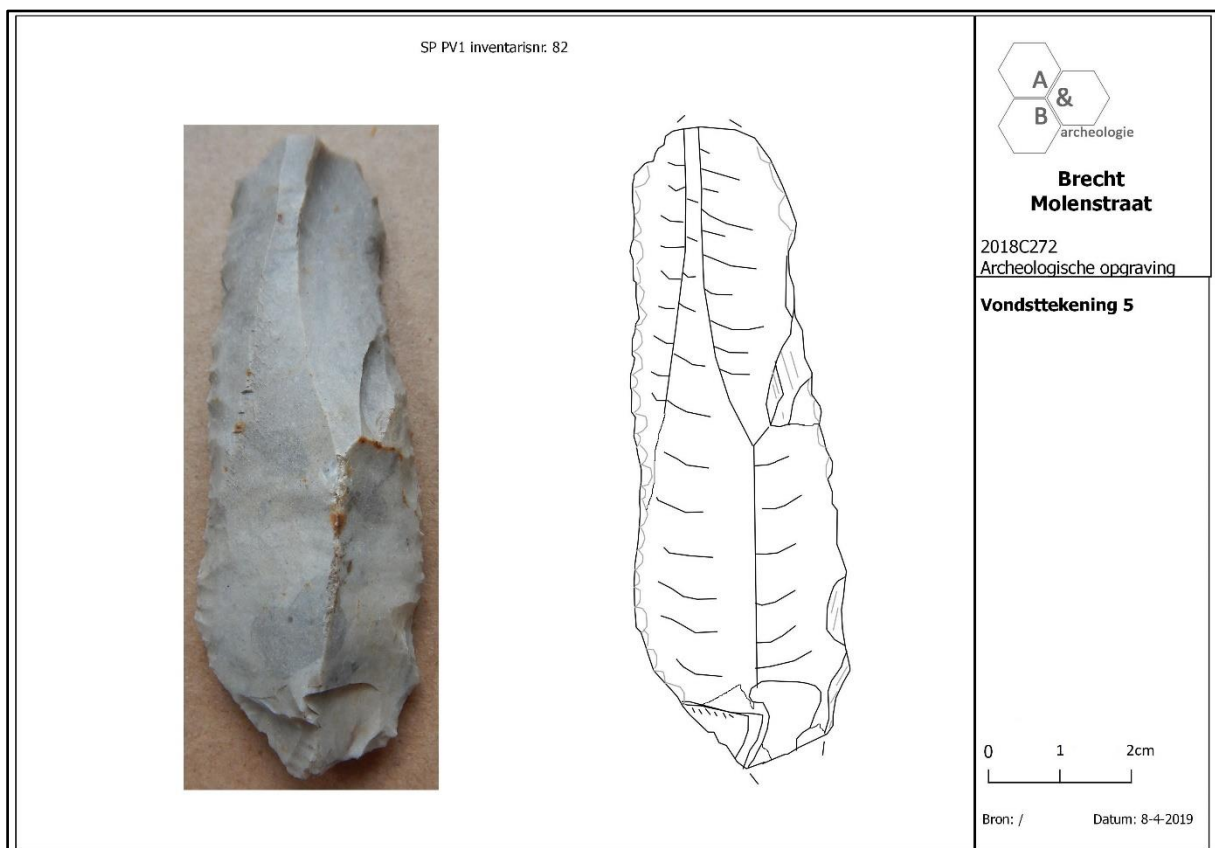 SP PV1 inventarisnr. 82
A
&
B
archeologie
Brecht
Molenstraat
2018C272
Archeologische opgraving
Vondsttekening 5
0 1 2cm
Bron: / Datum: 8-4-2019